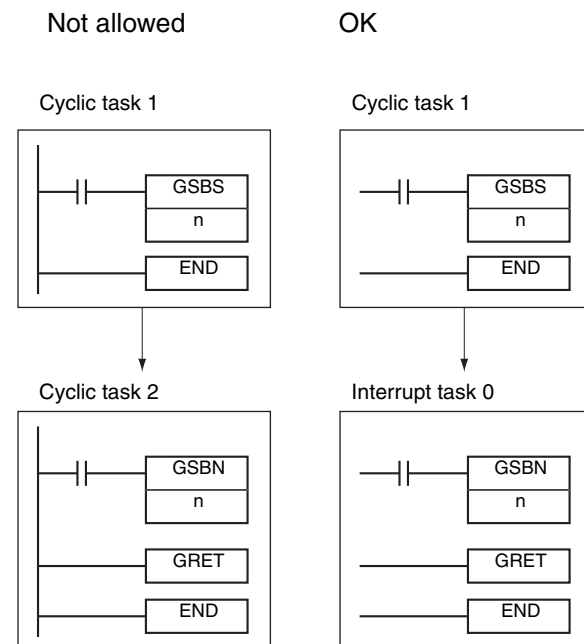 Not allowed
OK
Cyclic task 1
GSBS
n
END
Cyclic task 2
GSBN
n
GRET
END
Cyclic task 1
GSBS
n
END
Interrupt task 0
GSBN
n
GRET
END